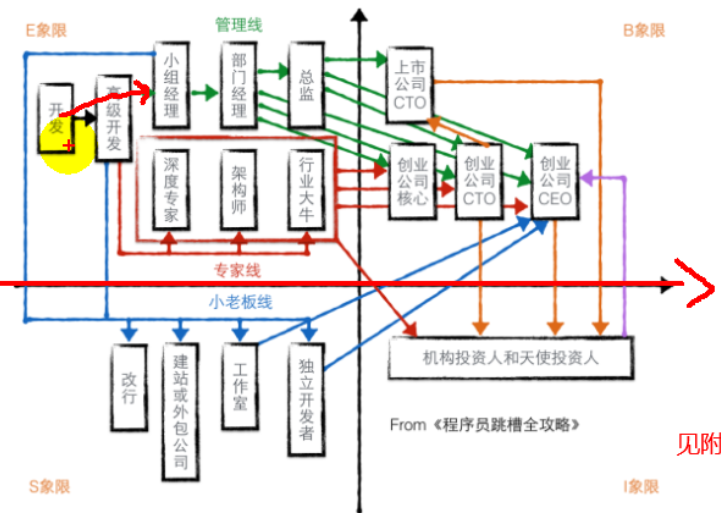 E象限
管理线
B象限
开发
高级开发
小组经理
部门经理
总监
上市公司CTO
深度专家
架构师
行业大牛
创业公司核心
创业公司CTO
创业公司CEO
专家线
小老板线
改行
建站或外包公司
工作室
独立开发者
机构投资人和天使投资人
From《程序员跳槽全攻略》
见附
S象限
I象限